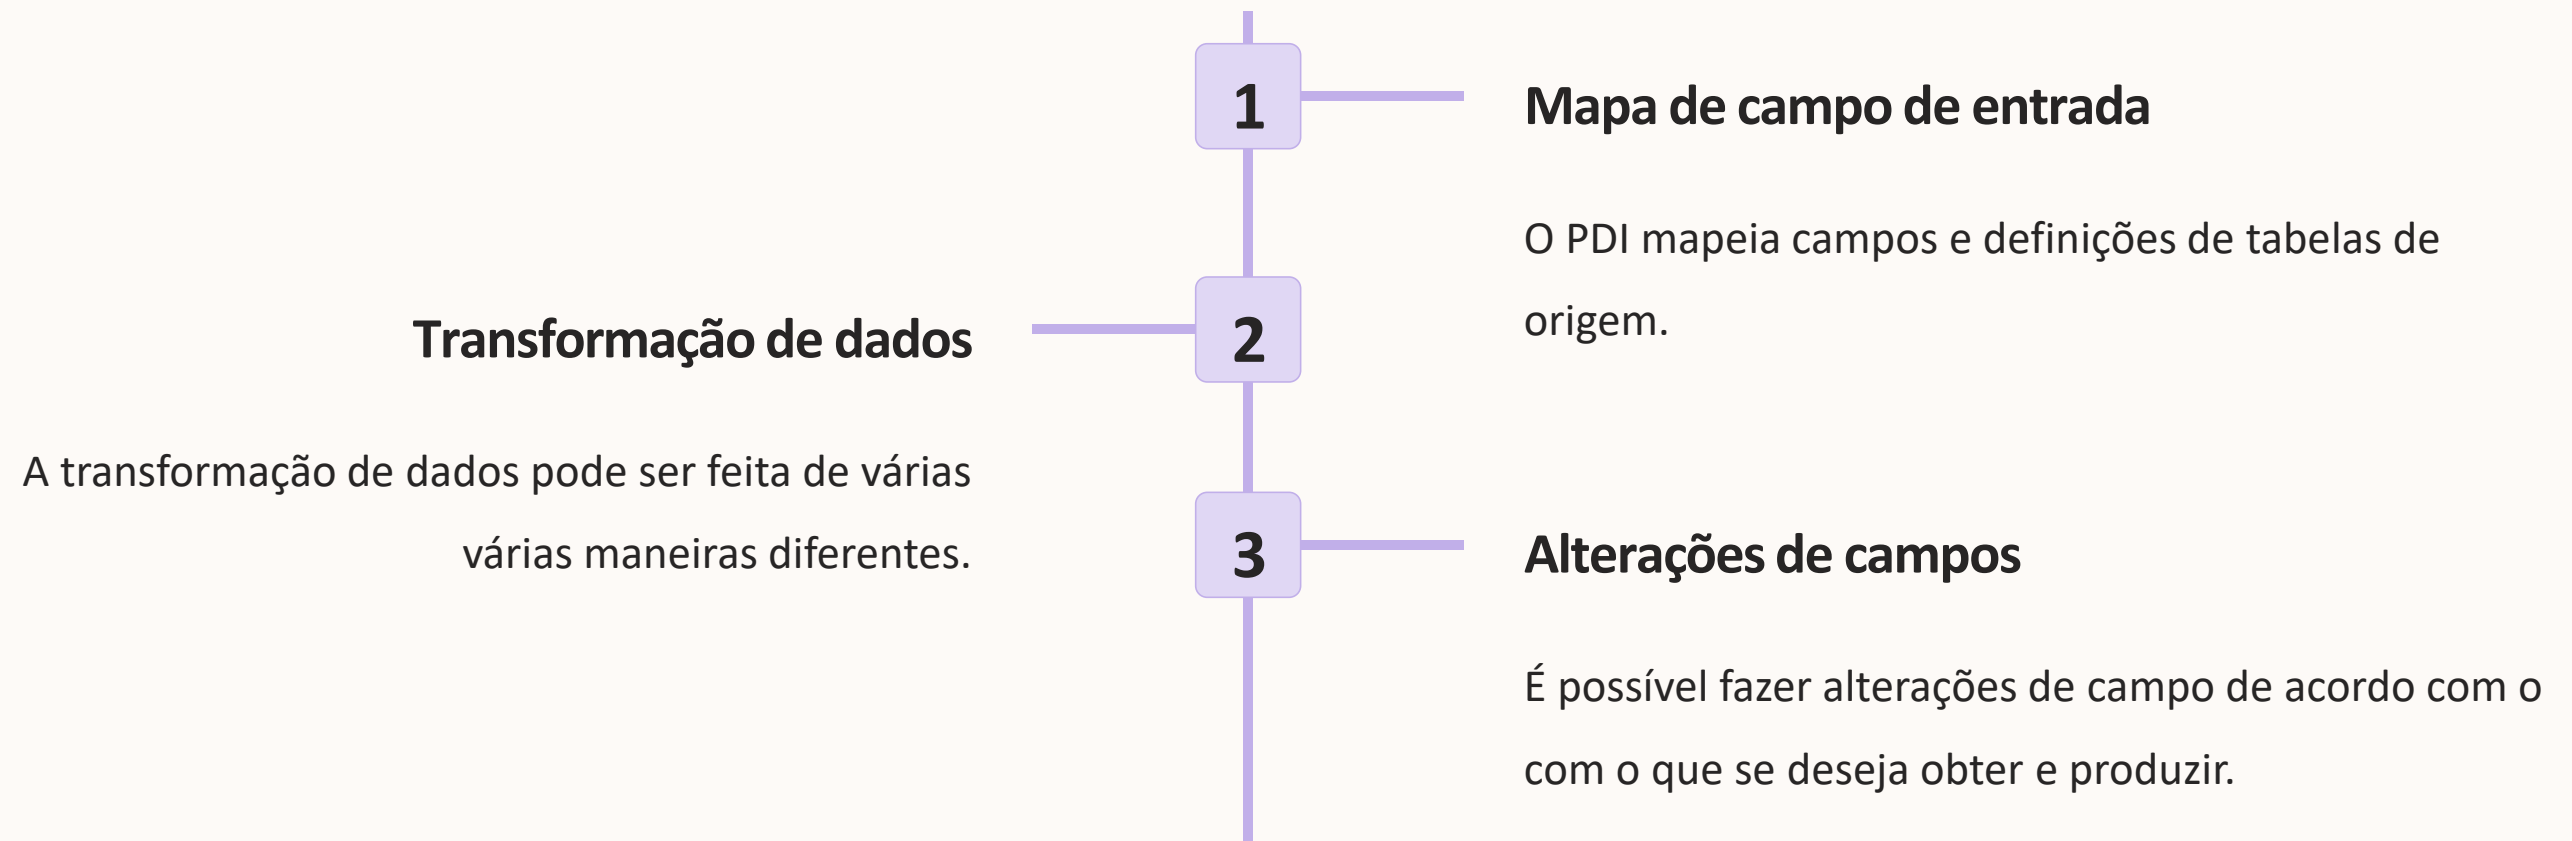 1
Mapa de campo de entrada
O PDI mapeia campos e definições de tabelas de
origem.
2
Transformação de dados
A transformação de dados pode ser feita de várias
várias maneiras diferentes.
3
Alterações de campos
É possível fazer alterações de campo de acordo com o
com o que se deseja obter e produzir.